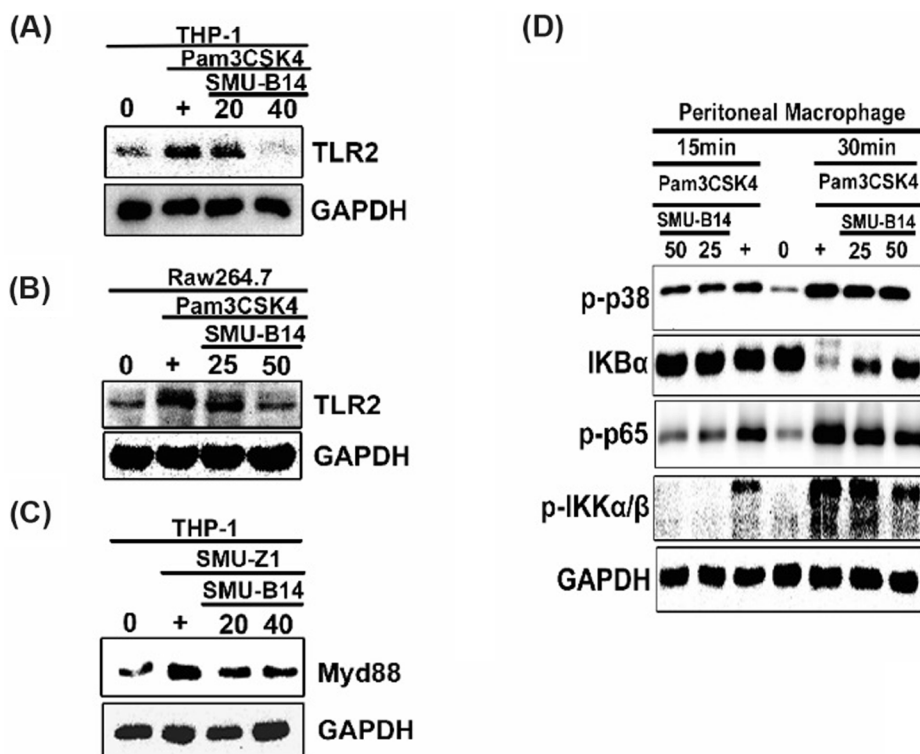 (A)
THP-1
Pam3CSK4
SMU-B14
0 + 20 40
TLR2
GAPDH
(B)
Raw264.7
Pam3CSK4
SMU-B14
0 + 25 50
TLR2
GAPDH
(C)
THP-1
SMU-Z1
SMU-B14
0 + 20 40
Myd88
GAPDH
(D)
Peritoneal Macrophage
15min 30min
Pam3CSK4 Pam3CSK4
SMU-B14 SMU-B14
50 25 + 0 + 25 50
p-p38
IKBα
p-p65
p-IKKα/β
GAPDH